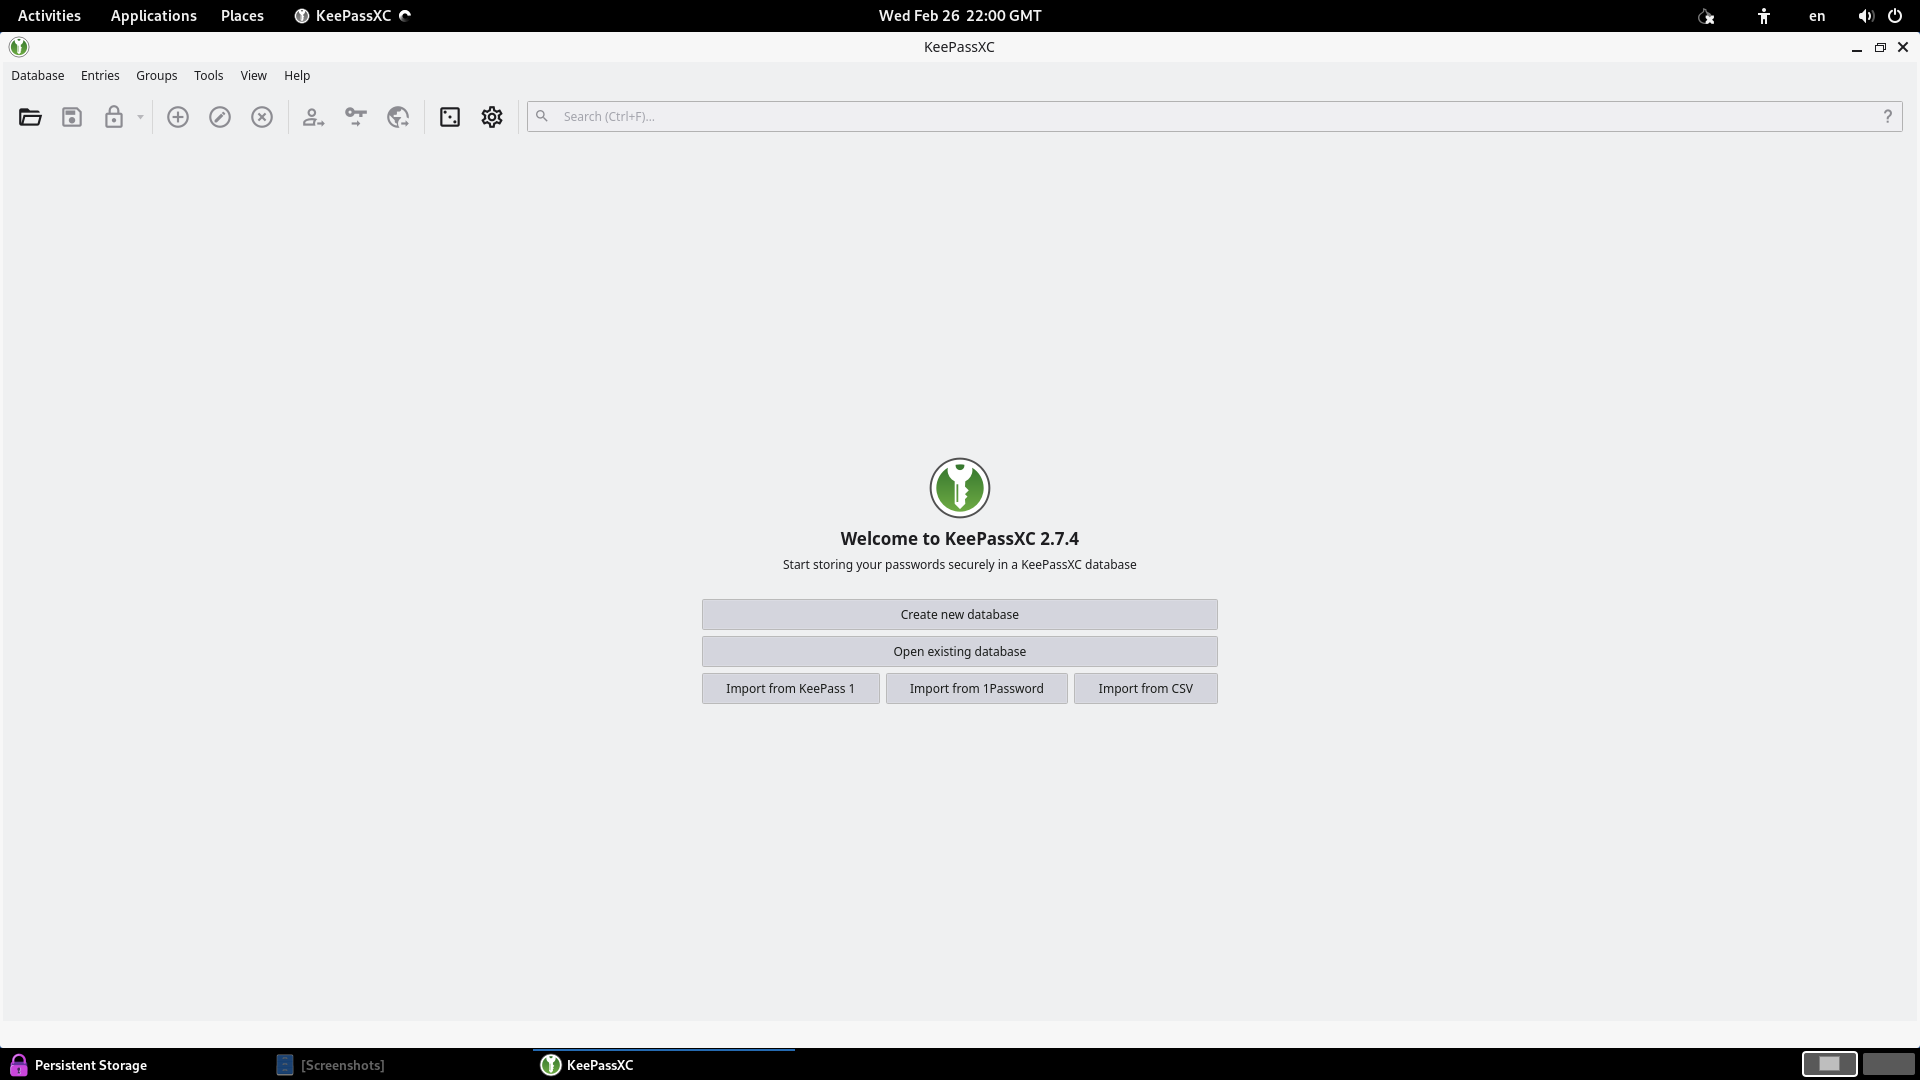 Activities Applications Places KeePassXC Wed Feb 26 22:00 GMT en
KeePassXC
Database Entries Groups Tools View Help
Search (Ctrl+F)... ?
Welcome to KeePassXC 2.7.4
Start storing your passwords securely in a KeePassXC database
Create new database
Open existing database
Import from KeePass 1 Import from 1Password Import from CSV
Persistent Storage [Screenshots] KeePassXC